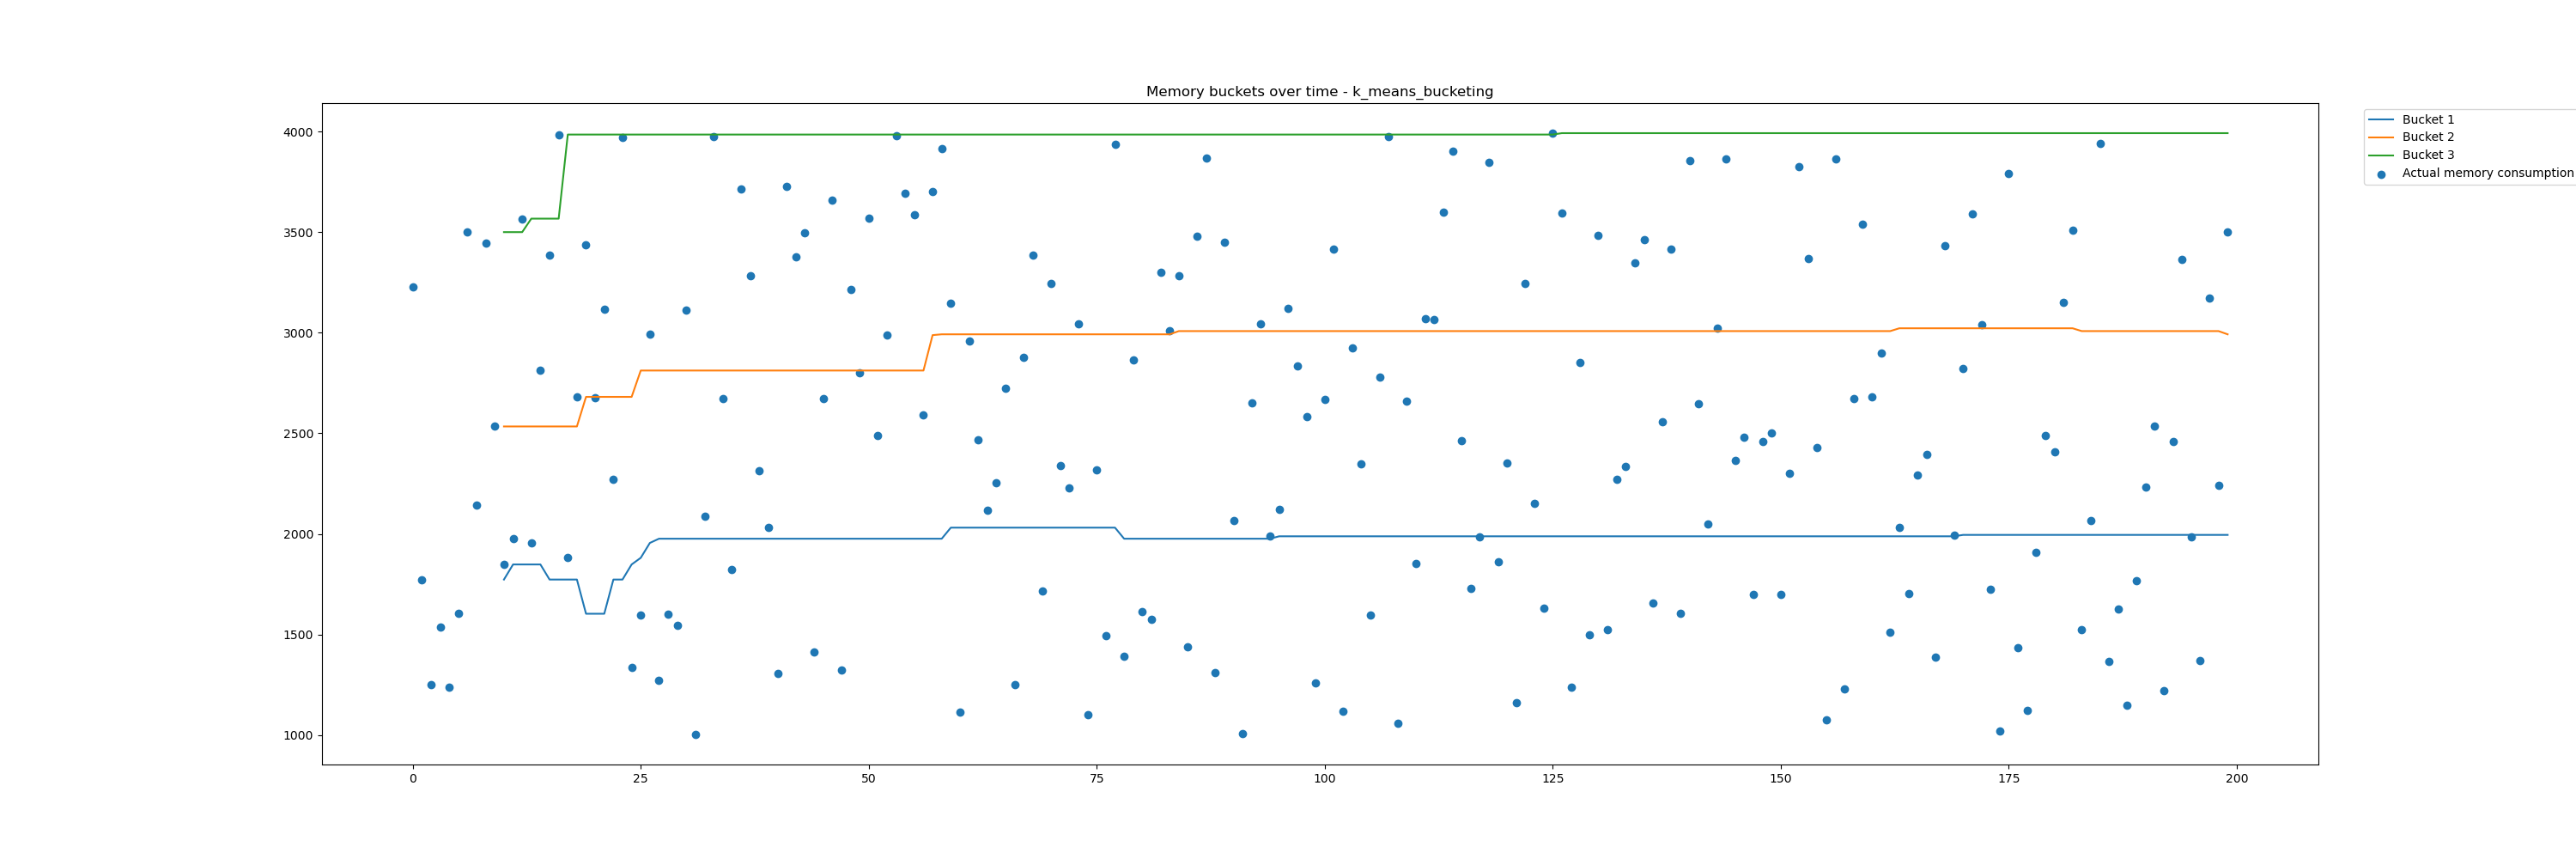 Memory buckets over time - k_means_bucketing
4000
3500
3000
2500
2000
1500
1000
0 25 50 75 100 125 150 175 200
Bucket 1
Bucket 2
Bucket 3
Actual memory consumption